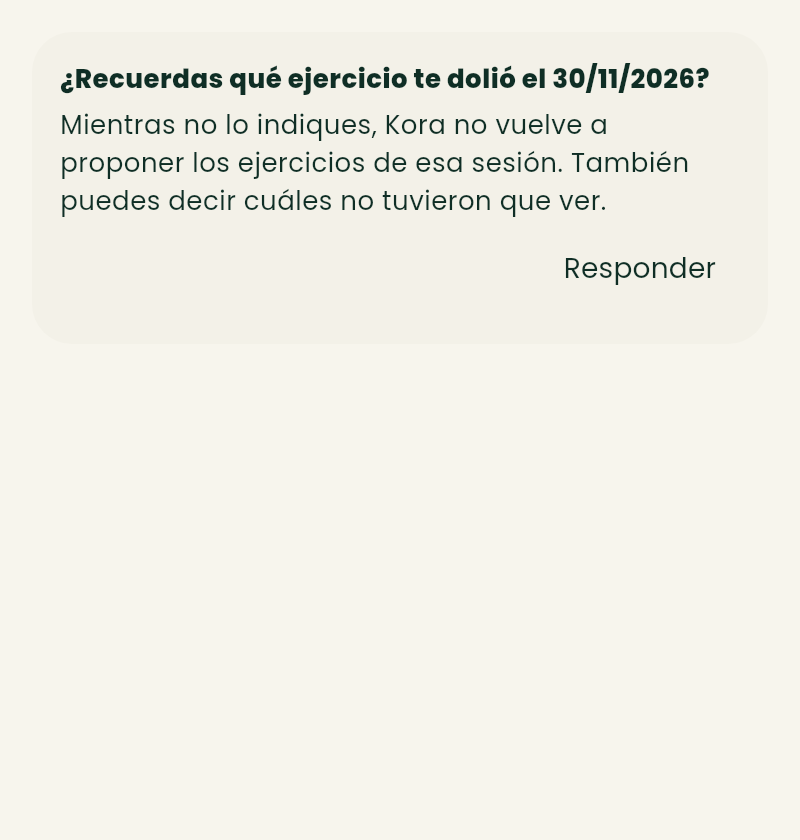 ¿Recuerdas qué ejercicio te dolió el 30/11/2026?
Mientras no lo indiques, Kora no vuelve a
proponer los ejercicios de esa sesión. También
puedes decir cuáles no tuvieron que ver.
Responder